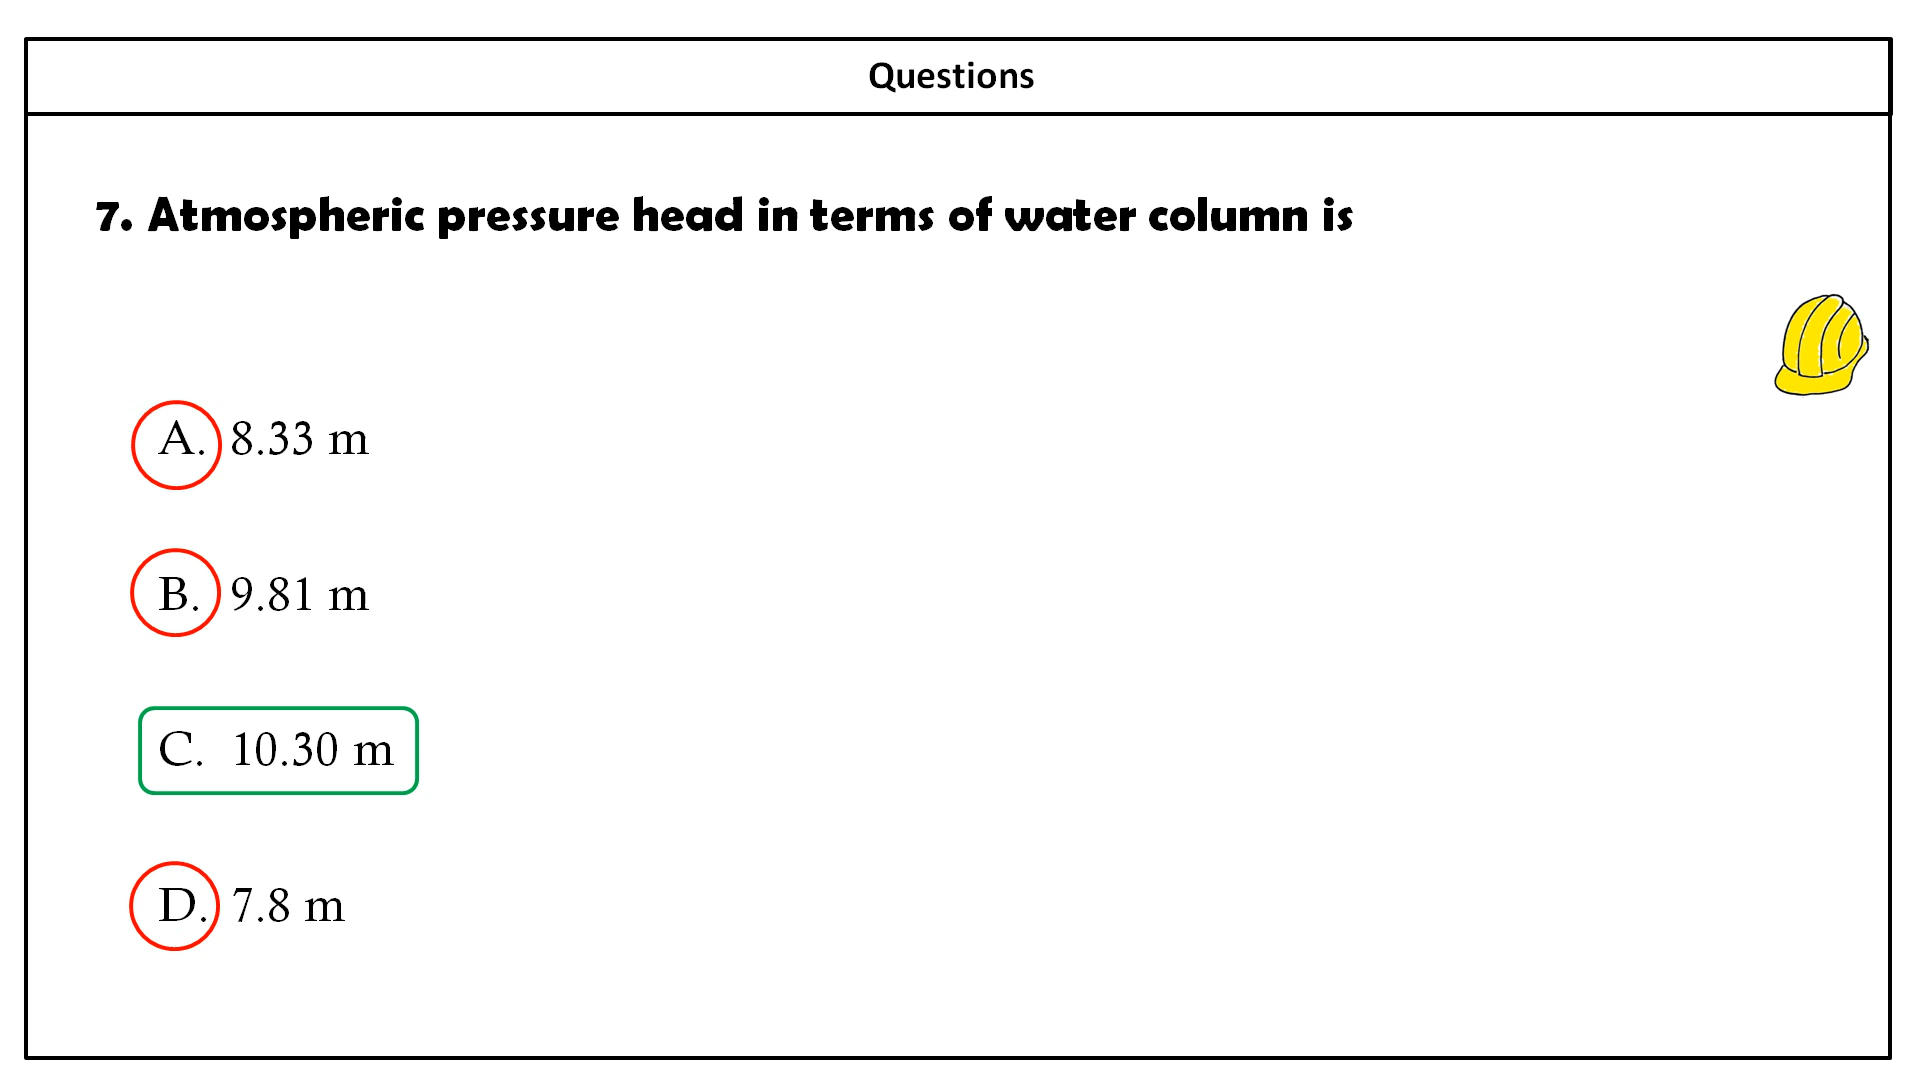 Questions
7. Atmospheric pressure head in terms of water column is
A. 8.33 m
B. 9.81 m
C. 10.30 m
D. 7.8 m